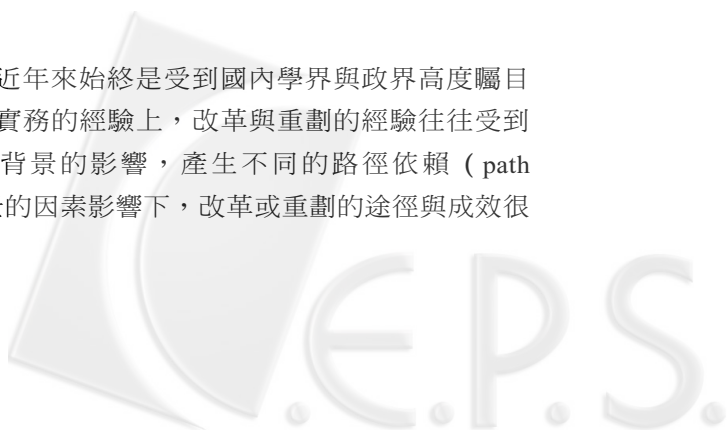 近年來始終是受到國內學界與政界高度矚目
實務的經驗上，改革與重劃的經驗往往受到
背景的影響，產生不同的路徑依賴（path
的因素影響下，改革或重劃的途徑與成效很
C.E.P.S.